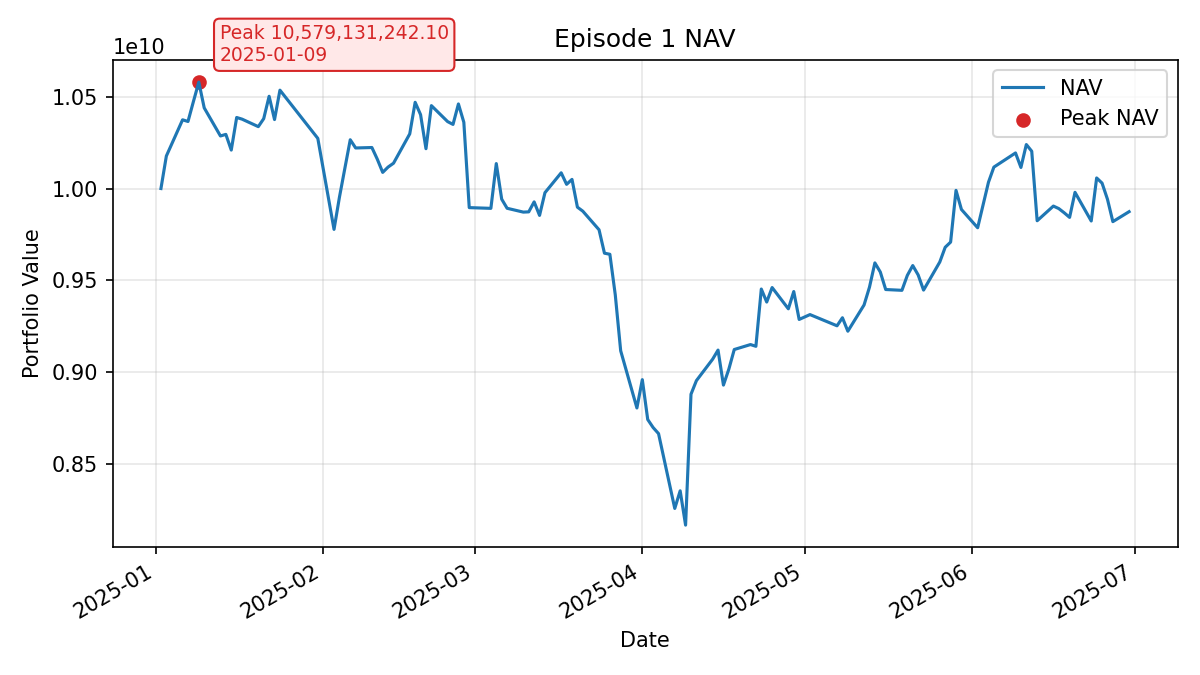 Peak 10,579,131,242.10
2025-01-09
Episode 1 NAV
1e10
NAV
Peak NAV
1.05
1.00
0.95
0.90
0.85
Portfolio Value
2025-01
2025-02
2025-03
2025-04
2025-05
2025-06
2025-07
Date